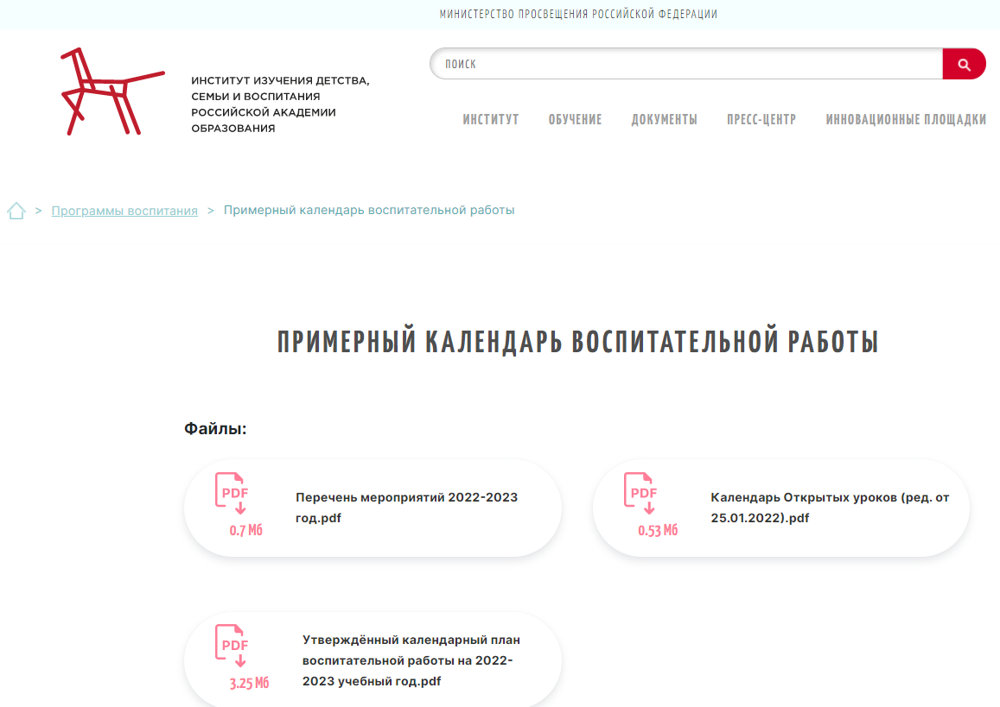 МИНИСТЕРСТВО ПРОСВЕЩЕНИЯ РОССИЙСКОЙ ФЕДЕРАЦИИ
ПОИСК
ИНСТИТУТ ИЗУЧЕНИЯ ДЕТСТВА,
СЕМЬИ И ВОСПИТАНИЯ
РОССИЙСКОЙ АКАДЕМИИ
ОБРАЗОВАНИЯ
ИНСТИТУТ ОБУЧЕНИЕ ДОКУМЕНТЫ ПРЕСС-ЦЕНТР ИННОВАЦИОННЫЕ ПЛОЩАДКИ
> Программы воспитания > Примерный календарь воспитательной работы
ПРИМЕРНЫЙ КАЛЕНДАРЬ ВОСПИТАТЕЛЬНОЙ РАБОТЫ
Файлы:
PDF
0.7 Мб
Перечень мероприятий 2022-2023
год.pdf
PDF
0.53 Мб
Календарь Открытых уроков (ред. от
25.01.2022).pdf
PDF
3.25 Мб
Утверждённый календарный план
воспитательной работы на 2022-
2023 учебный год.pdf